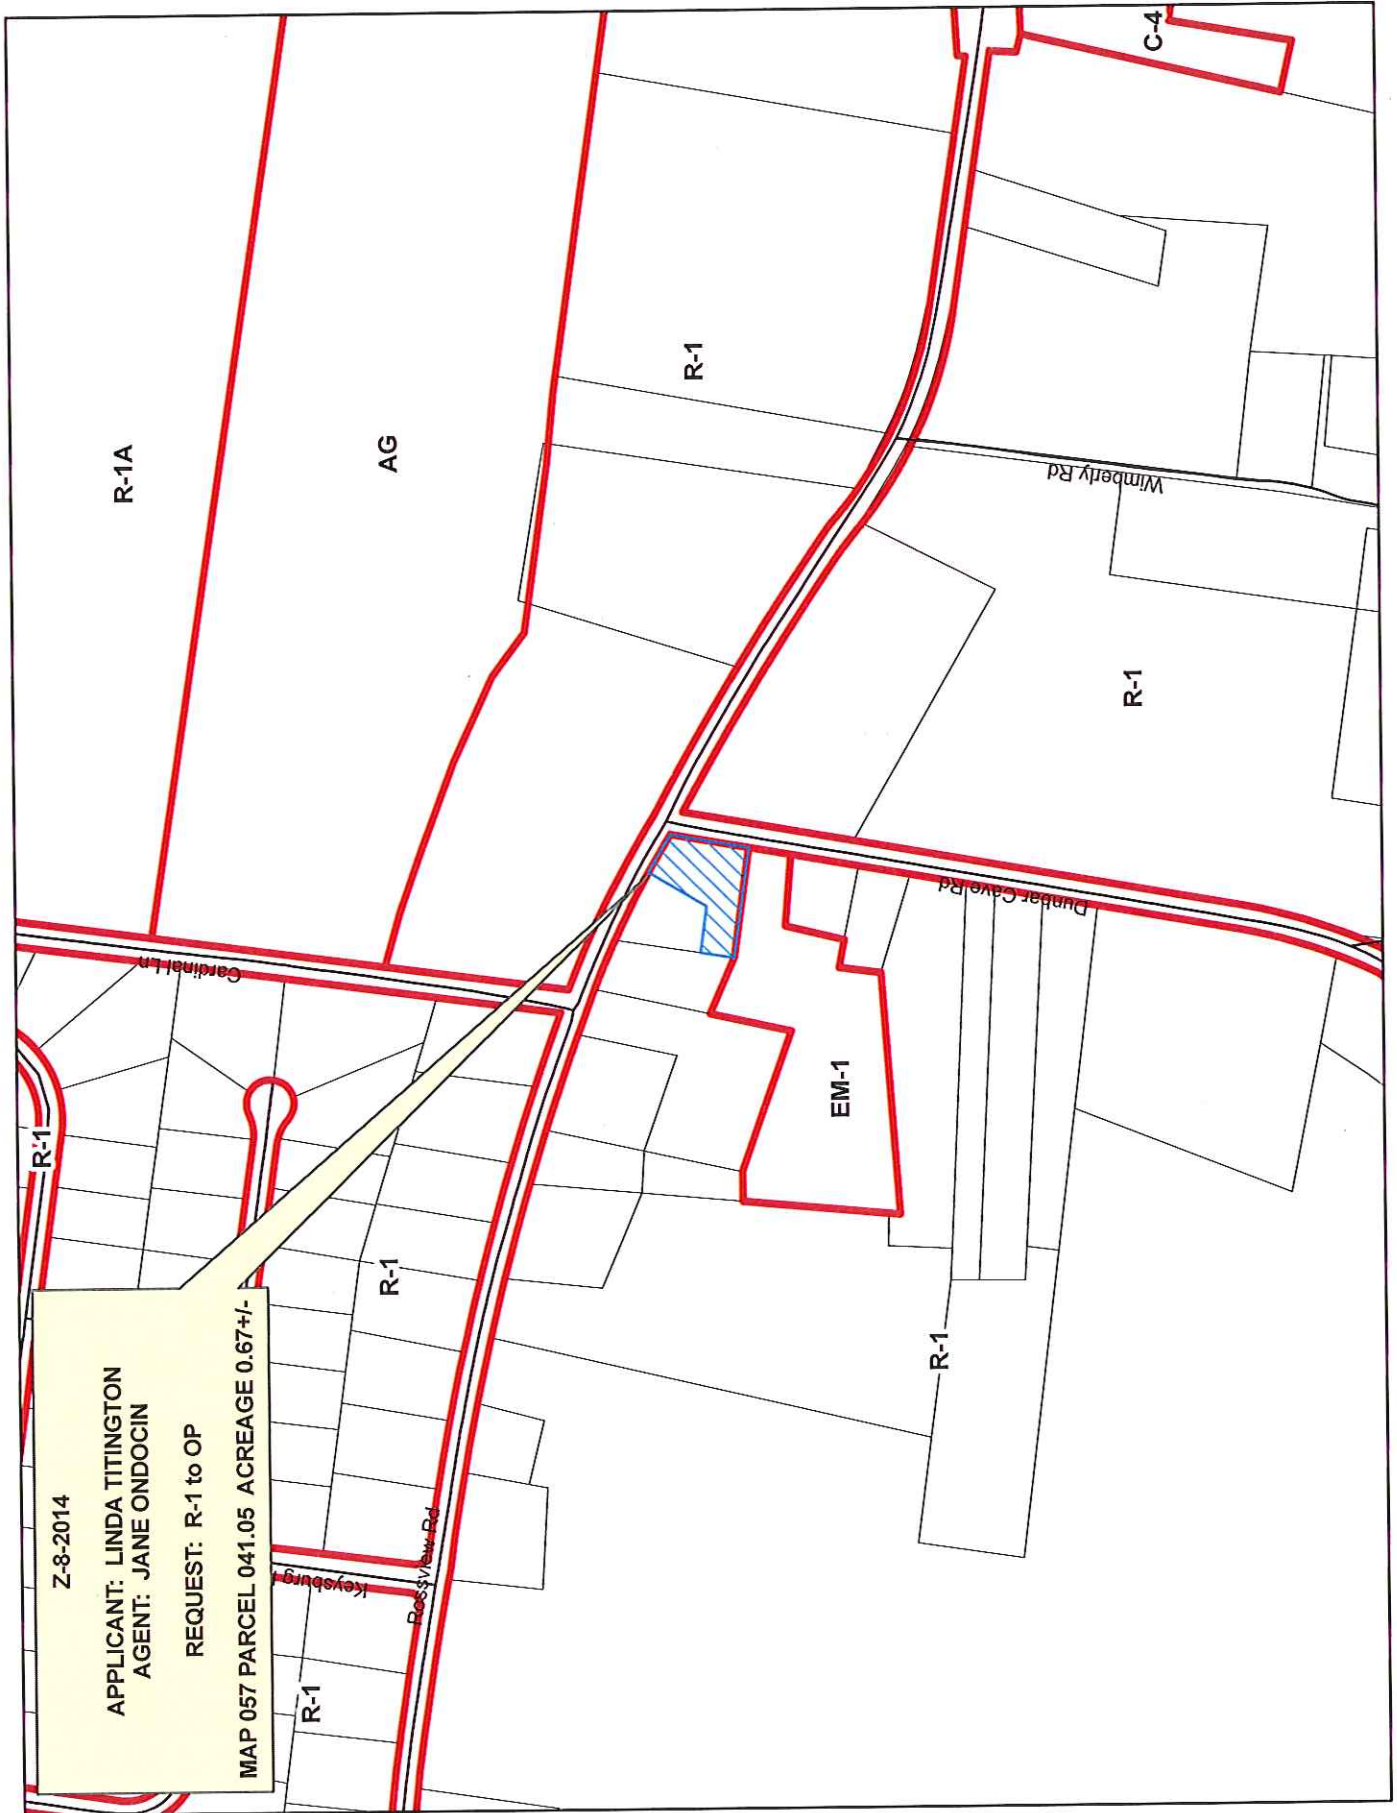 Z-8-2014
APPLICANT: LINDA TITINGTON
AGENT: JANE ONDOCIN
REQUEST: R-1 to OP
MAP 057 PARCEL 041.05 ACREAGE 0.67+/-
R-1
R-1A
Cardinal Ln
AG
R-1
R-1
Keysburg
Rossview Rd
R-1
EM-1
R-1
Dunbar Cave Rd
R-1
Wimberly Rd
C-4